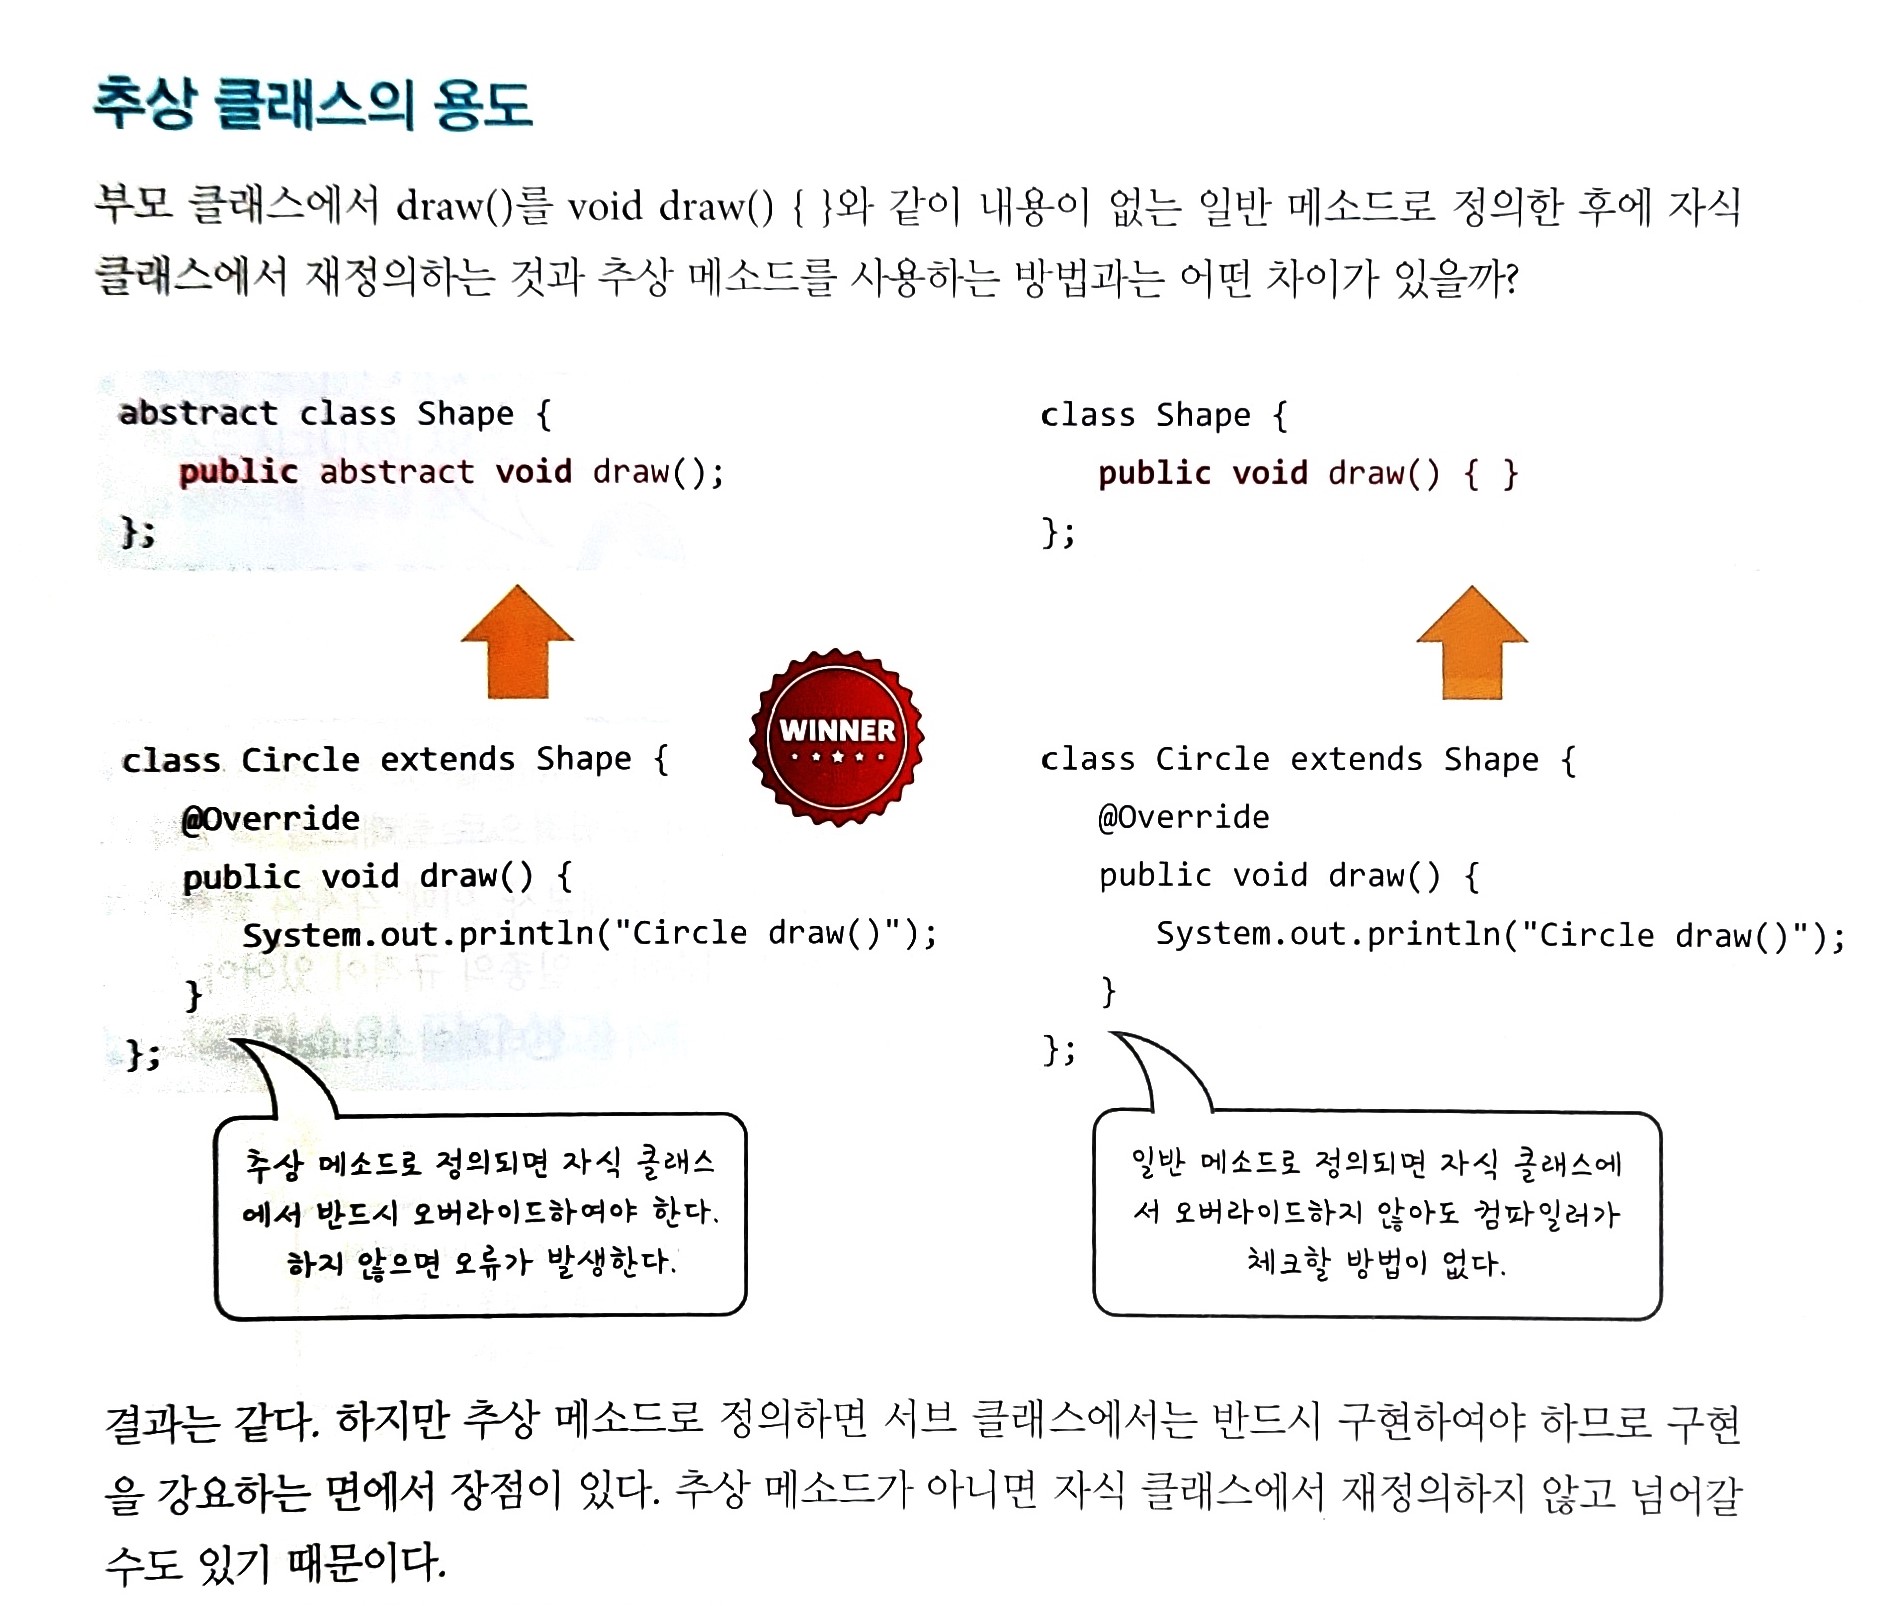 추상 클래스의 용도
부모 클래스에서 draw()를 void draw() { }와 같이 내용이 없는 일반 메소드로 정의한 후에 자식
클래스에서 재정의하는 것과 추상 메소드를 사용하는 방법과는 어떤 차이가 있을까?
abstract class Shape {
public abstract void draw();
};
class Circle extends Shape {
@Override
public void draw() {
System.out.println("Circle draw()");
}
};
추상 메소드로 정의되면 자식 클래스
에서 반드시 오버라이드하여야 한다.
하지 않으면 오류가 발생한다.
WINNER
class Shape {
public void draw() { }
};
class Circle extends Shape {
@Override
public void draw() {
System.out.println("Circle draw()");
}
};
일반 메소드로 정의되면 자식 클래스에
서 오버라이드하지 않아도 컴파일러가
체크할 방법이 없다.
결과는 같다. 하지만 추상 메소드로 정의하면 서브 클래스에서는 반드시 구현하여야 하므로 구현
을 강요하는 면에서 장점이 있다. 추상 메소드가 아니면 자식 클래스에서 재정의하지 않고 넘어갈
수도 있기 때문이다.